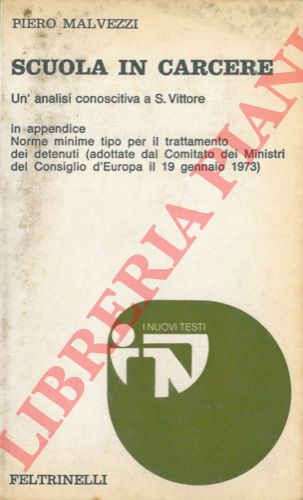 PIERO MALVEZZI
SCUOLA IN CARCERE
Un' analisi conoscitiva a S. Vittore
in appendice
Norme minime tipo per il trattamento
dei detenuti (adottate dal Comitato dei Ministri
del Consiglio d'Europa il 19 gennaio 1973)
LIBRERIA PIANI
I NUOVI TESTI
FELTRINELLI